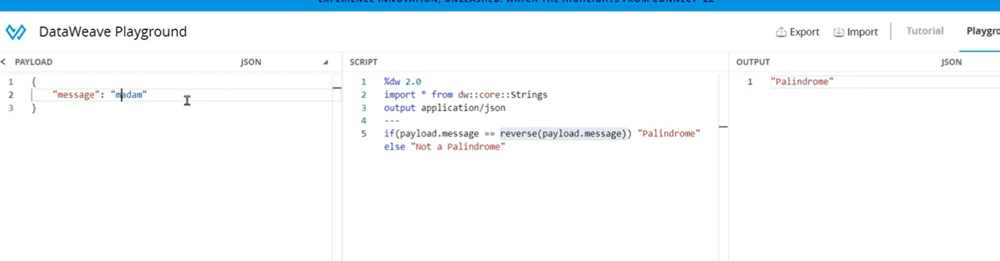 EXPERIENCE INNOVATION, UNLEASHED. WATCH THE HIGHLIGHTS FROM CONNECT '22
DataWeave Playground
Export Import Tutorial Playgro
< PAYLOAD JSON
1 {
2 "message": "madam"
3 }
SCRIPT
1 %dw 2.0
2 import * from dw::core::Strings
3 output application/json
4 ---
5 if(payload.message == reverse(payload.message)) "Palindrome"
else "Not a Palindrome"
OUTPUT JSON
1 "Palindrome"